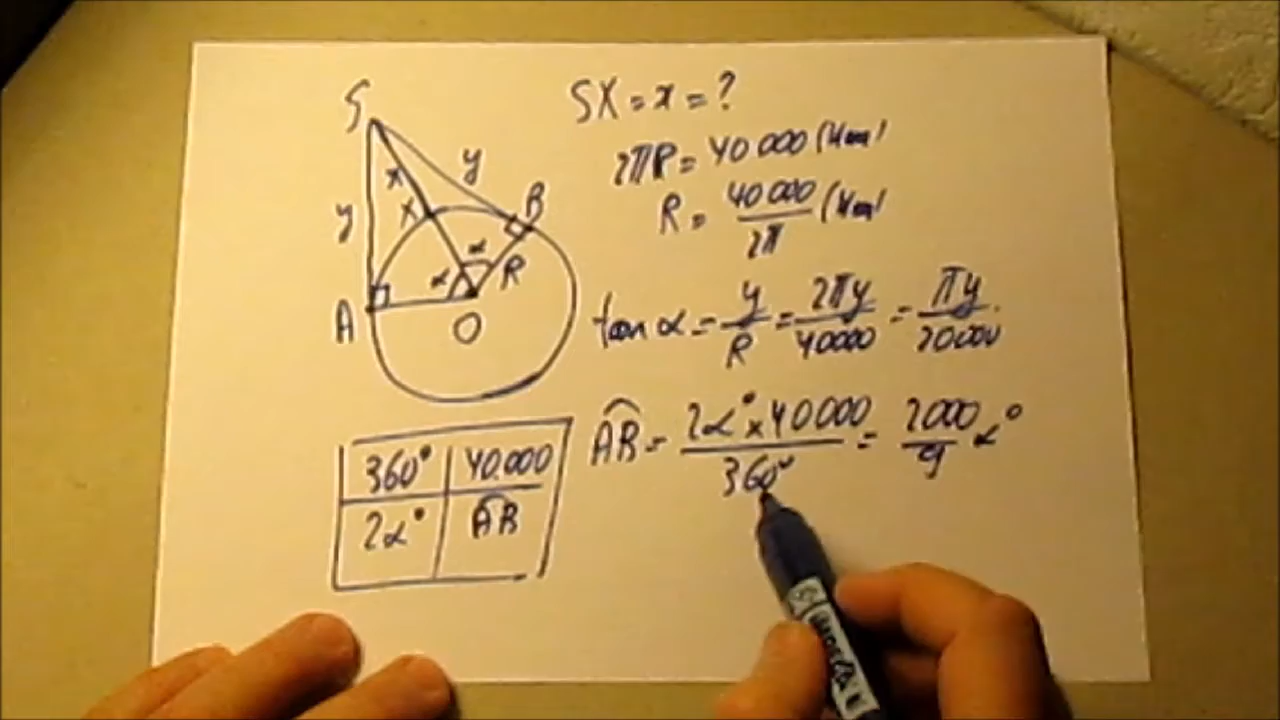 S
SX = x = ?
2πR = 40 000 (km)
R = 40 000 / 2π (km)
y
B
x
X
y
α
α
R
A
O
tan α = y / R = 2πy / 40000 = πy / 20000
360° | 40.000
2α° | AB
AB = 2α° × 40000 / 360° = 2000 / 9 α°